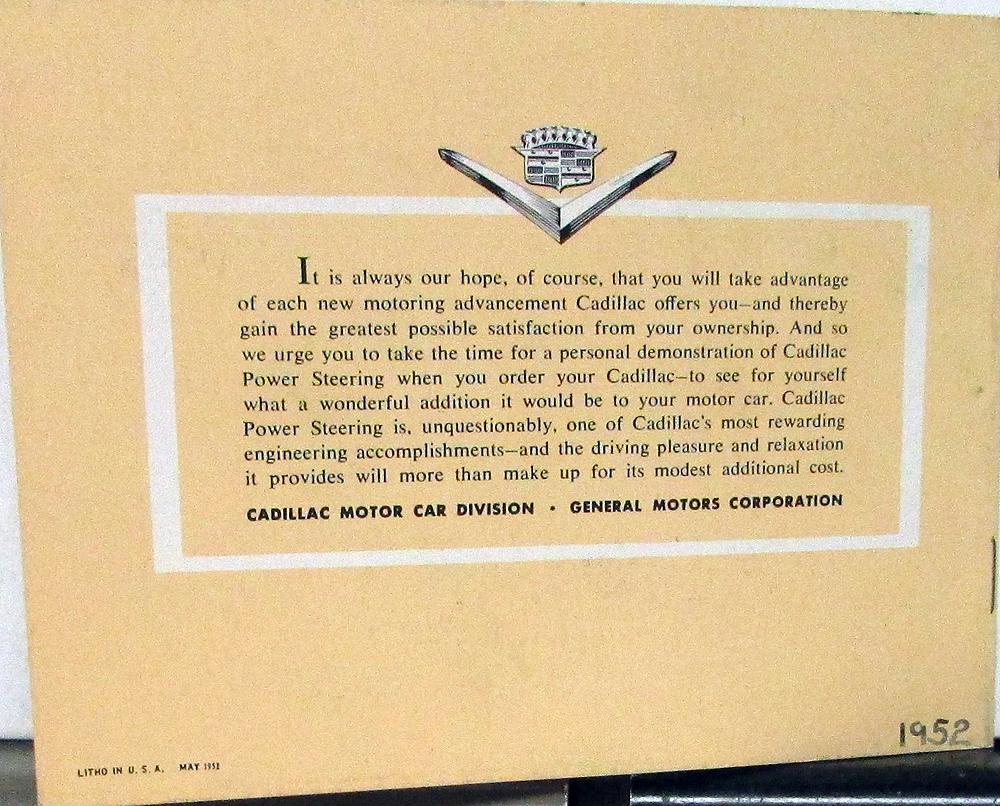 It is always our hope, of course, that you will take advantage
of each new motoring advancement Cadillac offers you—and thereby
gain the greatest possible satisfaction from your ownership. And so
we urge you to take the time for a personal demonstration of Cadillac
Power Steering when you order your Cadillac—to see for yourself
what a wonderful addition it would be to your motor car. Cadillac
Power Steering is, unquestionably, one of Cadillac's most rewarding
engineering accomplishments—and the driving pleasure and relaxation
it provides will more than make up for its modest additional cost.
CADILLAC MOTOR CAR DIVISION • GENERAL MOTORS CORPORATION
1952
LITHO IN U. S. A. MAY 1952